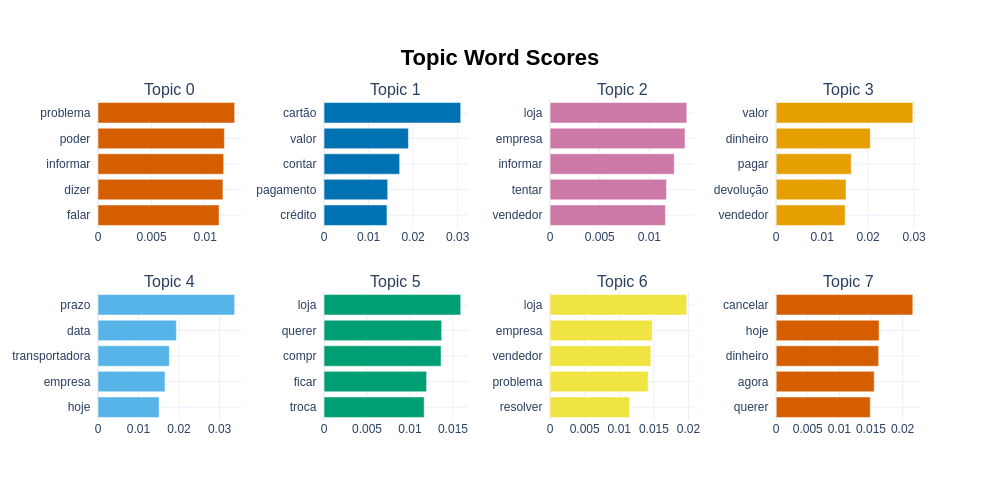 Topic Word Scores
Topic 0
problema
poder
informar
dizer
falar
0 0.005 0.01
Topic 1
cartão
valor
contar
pagamento
crédito
0 0.01 0.02 0.03
Topic 2
loja
empresa
informar
tentar
vendedor
0 0.005 0.01
Topic 3
valor
dinheiro
pagar
devolução
vendedor
0 0.01 0.02 0.03
Topic 4
prazo
data
transportadora
empresa
hoje
0 0.01 0.02 0.03
Topic 5
loja
querer
compr
ficar
troca
0 0.005 0.01 0.015
Topic 6
loja
empresa
vendedor
problema
resolver
0 0.005 0.01 0.015 0.02
Topic 7
cancelar
hoje
dinheiro
agora
querer
0 0.005 0.01 0.015 0.02